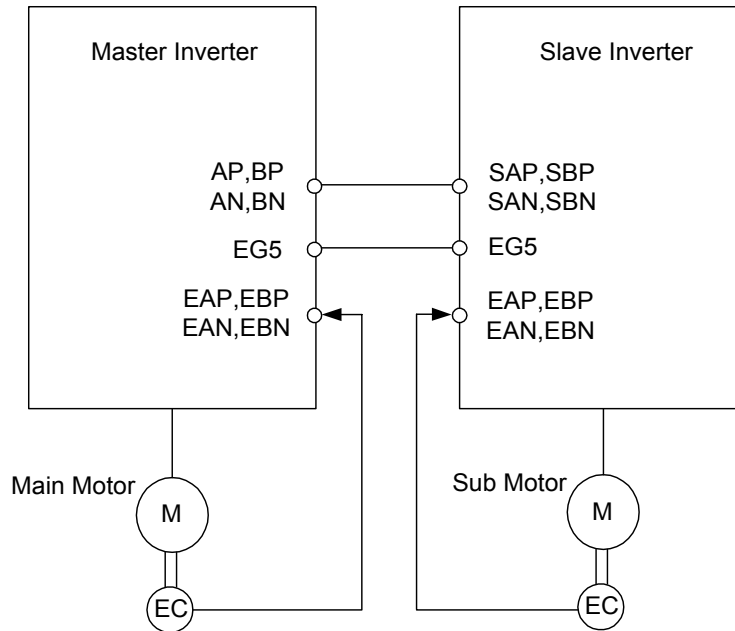 Master Inverter
Slave Inverter
AP,BP
AN,BN
SAP,SBP
SAN,SBN
EG5
EG5
EAP,EBP
EAN,EBN
EAP,EBP
EAN,EBN
Main Motor
M
Sub Motor
M
EC
EC